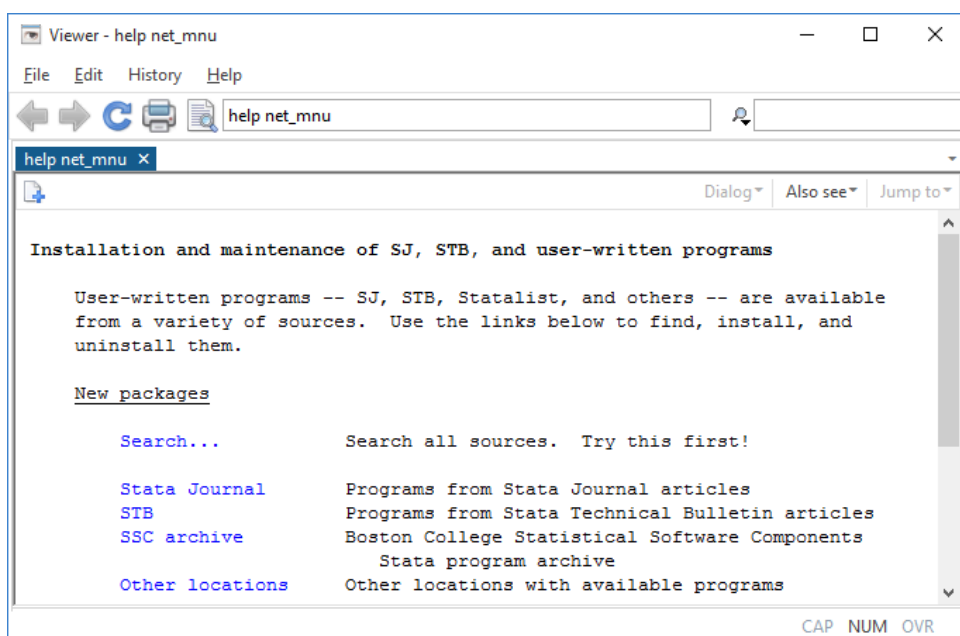 Viewer - help net_mnu
File Edit History Help
help net_mnu
help net_mnu
Dialog Also see Jump to
Installation and maintenance of SJ, STB, and user-written programs
User-written programs -- SJ, STB, Statalist, and others -- are available
from a variety of sources.  Use the links below to find, install, and
uninstall them.
New packages
Search... Search all sources.  Try this first!
Stata Journal Programs from Stata Journal articles
STB Programs from Stata Technical Bulletin articles
SSC archive Boston College Statistical Software Components
Stata program archive
Other locations Other locations with available programs
CAP NUM OVR